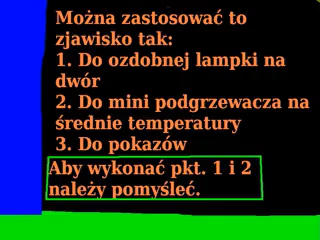 Można zastosować to
zjawisko tak:
1. Do ozdobnej lampki na
dwór
2. Do mini podgrzewacza na
średnie temperatury
3. Do pokazów
Aby wykonać pkt. 1 i 2
należy pomyśleć.